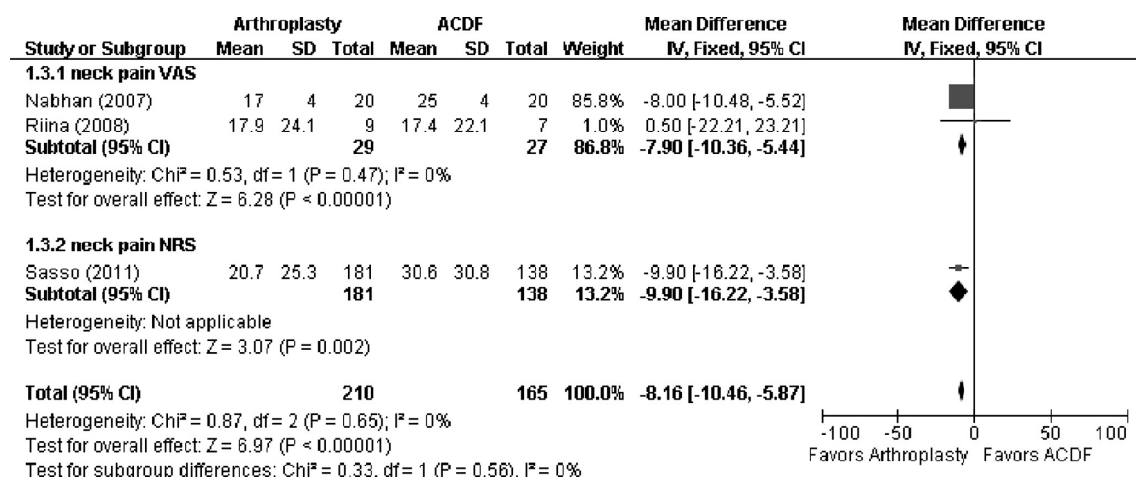 Arthroplasty ACDF Mean Difference Mean Difference
Study or Subgroup Mean SD Total Mean SD Total Weight IV, Fixed, 95% CI IV, Fixed, 95% CI
1.3.1 neck pain VAS
Nabhan (2007) 17 4 20 25 4 20 85.8% -8.00 [-10.48, -5.52]
Riina (2008) 17.9 24.1 9 17.4 22.1 7 1.0% 0.50 [-22.21, 23.21]
Subtotal (95% CI) 29 27 86.8% -7.90 [-10.36, -5.44]
Heterogeneity: Chi² = 0.53, df = 1 (P = 0.47); I² = 0%
Test for overall effect: Z = 6.28 (P < 0.00001)
1.3.2 neck pain NRS
Sasso (2011) 20.7 25.3 181 30.6 30.8 138 13.2% -9.90 [-16.22, -3.58]
Subtotal (95% CI) 181 138 13.2% -9.90 [-16.22, -3.58]
Heterogeneity: Not applicable
Test for overall effect: Z = 3.07 (P = 0.002)
Total (95% CI) 210 165 100.0% -8.16 [-10.46, -5.87]
Heterogeneity: Chi² = 0.87, df = 2 (P = 0.65); I² = 0%
Test for overall effect: Z = 6.97 (P < 0.00001)
Test for subgroup differences: Chi² = 0.33, df = 1 (P = 0.56), I² = 0%
-100 -50 0 50 100
Favors Arthroplasty Favors ACDF